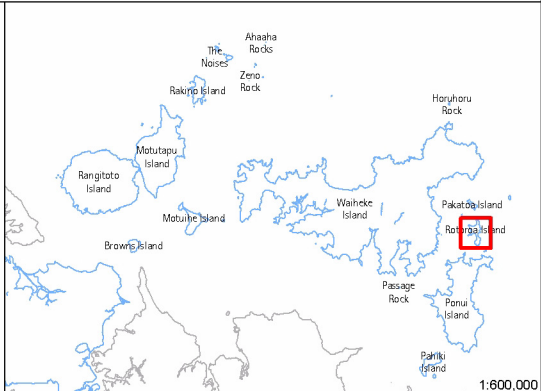 Ahaaha
Rocks
The
Noises
Zeno
Rock
Rakino Island
Horuhoru
Rock
Motutapu
Island
Rangitoto
Island
Waiheke
Island
Pakatoa Island
Motuihe Island
Rotoroa Island
Browns Island
Passage
Rock
Ponui
Island
Pahiki
Island
1:600,000